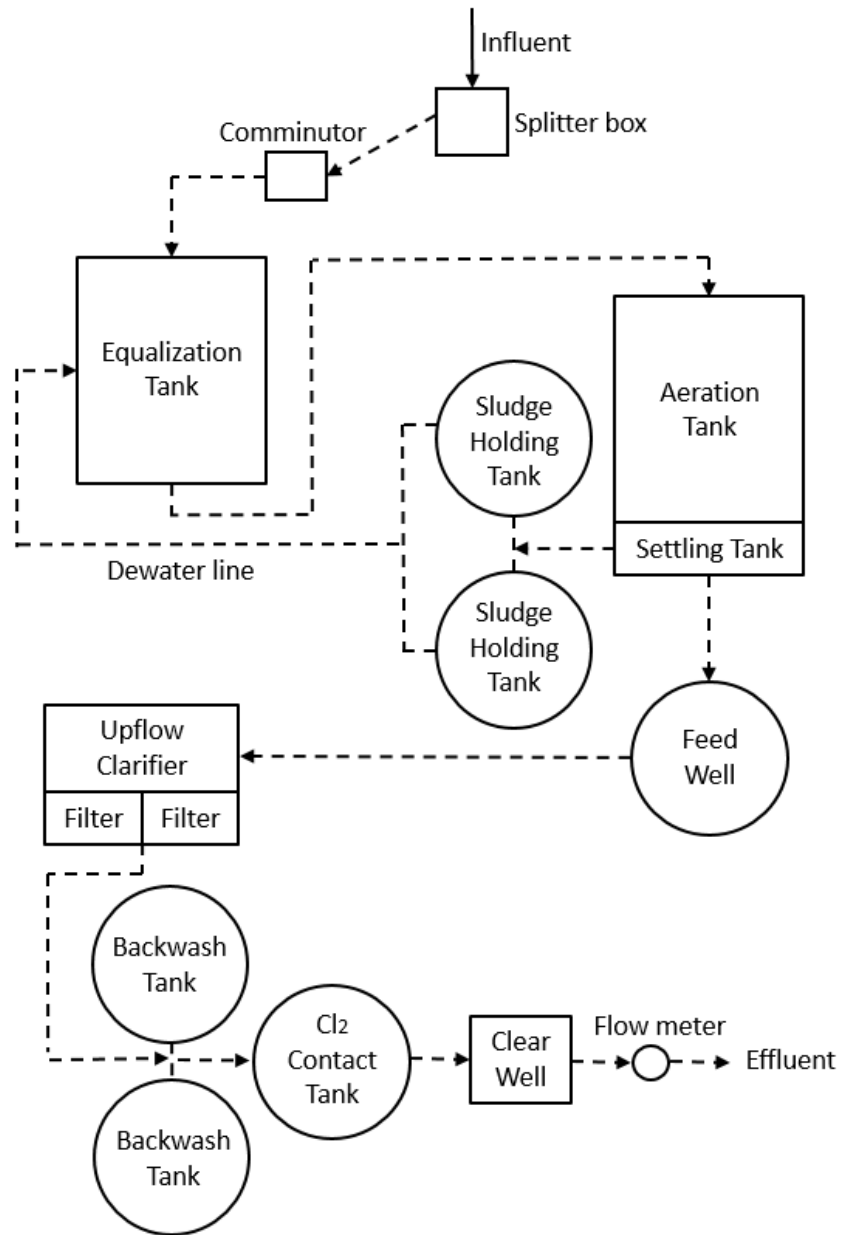 Influent
Splitter box
Comminutor
Equalization
Tank
Aeration
Tank
Settling Tank
Sludge
Holding
Tank
Sludge
Holding
Tank
Dewater line
Feed
Well
Upflow
Clarifier
Filter
Filter
Backwash
Tank
Backwash
Tank
Cl₂
Contact
Tank
Clear
Well
Flow meter
Effluent